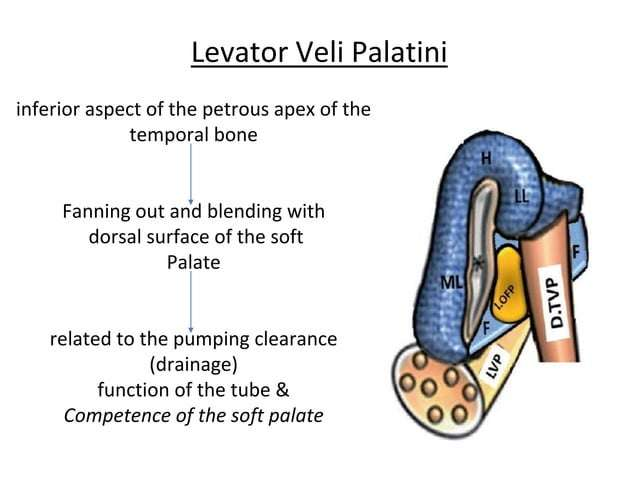 Levator Veli Palatini
inferior aspect of the petrous apex of the
temporal bone
Fanning out and blending with
dorsal surface of the soft
Palate
related to the pumping clearance
(drainage)
function of the tube &
Competence of the soft palate
H
LL
F
ML
*
I.OFP
D.TVP
F
LVP